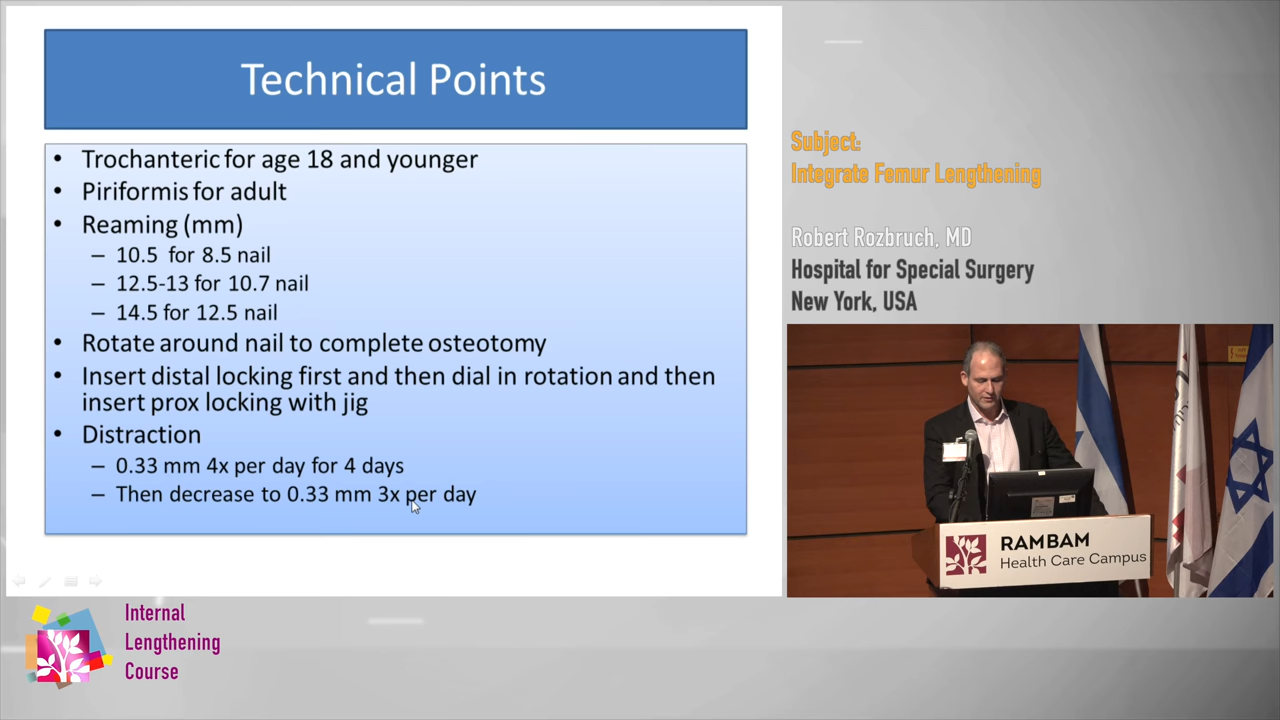 Technical Points
• Trochanteric for age 18 and younger
• Piriformis for adult
• Reaming (mm)
– 10.5 for 8.5 nail
– 12.5-13 for 10.7 nail
– 14.5 for 12.5 nail
• Rotate around nail to complete osteotomy
• Insert distal locking first and then dial in rotation and then
insert prox locking with jig
• Distraction
– 0.33 mm 4x per day for 4 days
– Then decrease to 0.33 mm 3x per day
Subject:
Integrate Femur Lengthening
Robert Rozbruch, MD
Hospital for Special Surgery
New York, USA
RAMBAM
Health Care Campus
Internal
Lengthening
Course